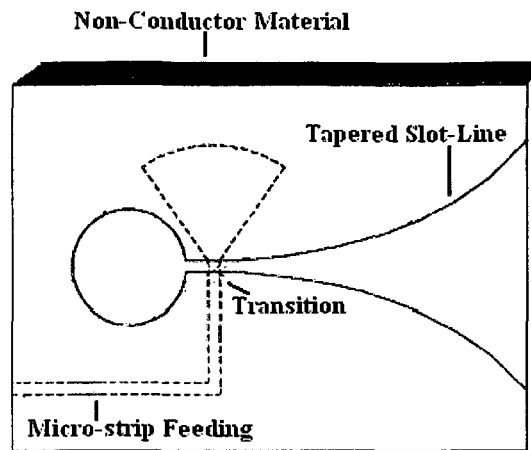 Non-Conductor Material
Tapered Slot-Line
Transition
Micro-strip Feeding